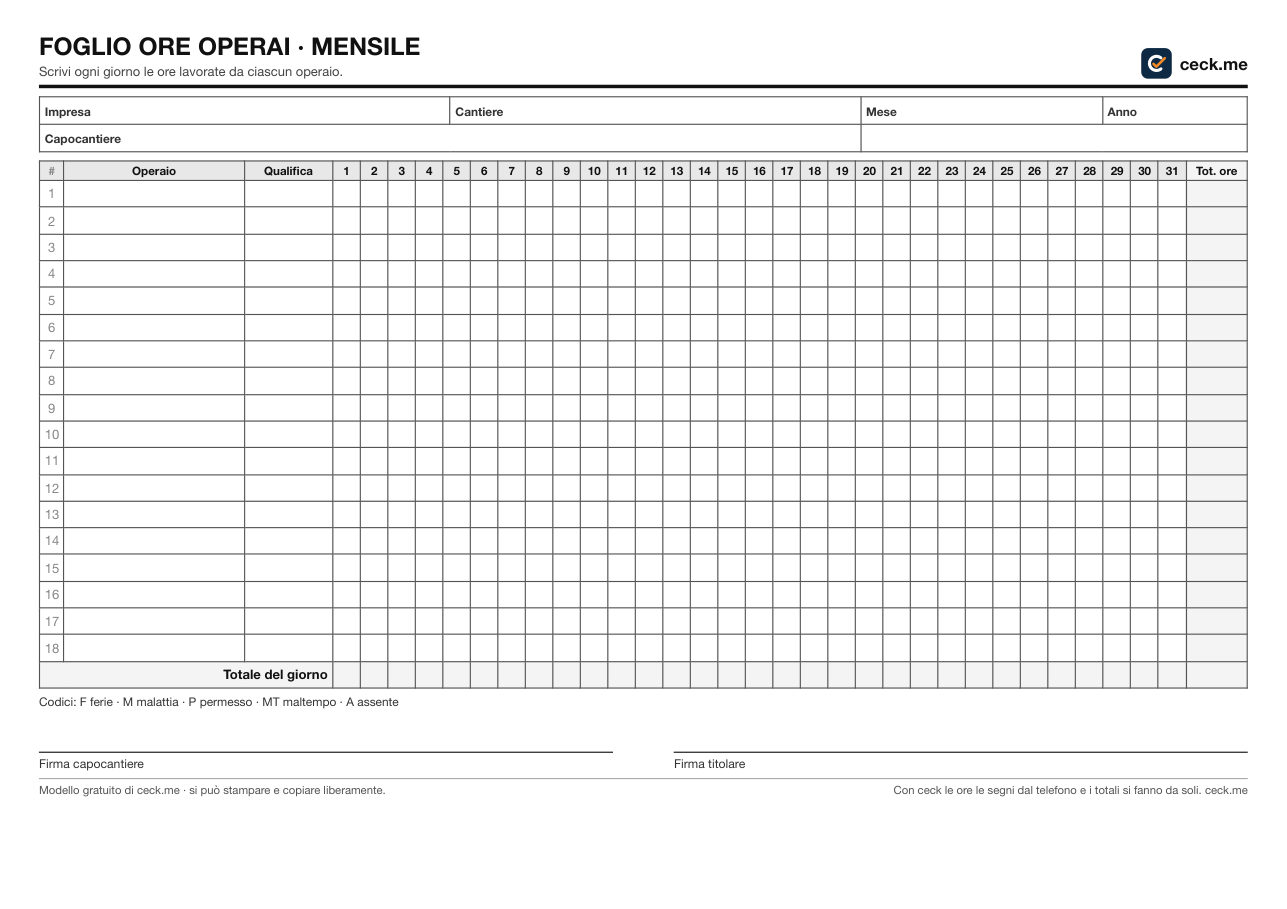 FOGLIO ORE OPERAI · MENSILE
Scrivi ogni giorno le ore lavorate da ciascun operaio.
ceck.me
Impresa Cantiere Mese Anno
Capocantiere
# Operaio Qualifica 1 2 3 4 5 6 7 8 9 10 11 12 13 14 15 16 17 18 19 20 21 22 23 24 25 26 27 28 29 30 31 Tot. ore
1
2
3
4
5
6
7
8
9
10
11
12
13
14
15
16
17
18
Totale del giorno
Codici: F ferie · M malattia · P permesso · MT maltempo · A assente
Firma capocantiere Firma titolare
Modello gratuito di ceck.me · si può stampare e copiare liberamente. Con ceck le ore le segni dal telefono e i totali si fanno da soli. ceck.me